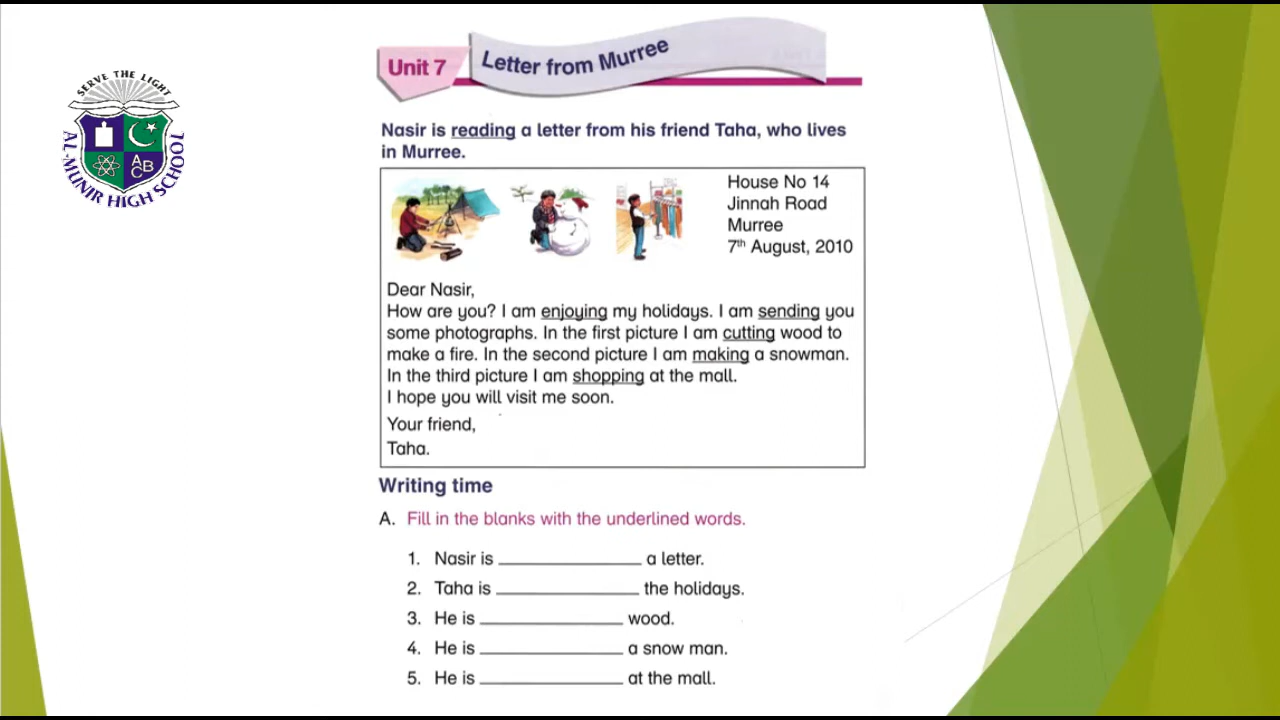 SERVE THE LIGHT
A
B
C
AL-MUNIR HIGH SCHOOL
Unit 7
Letter from Murree
Nasir is reading a letter from his friend Taha, who lives
in Murree.
House No 14
Jinnah Road
Murree
7th August, 2010
Dear Nasir,
How are you? I am enjoying my holidays. I am sending you
some photographs. In the first picture I am cutting wood to
make a fire. In the second picture I am making a snowman.
In the third picture I am shopping at the mall.
I hope you will visit me soon.
Your friend,
Taha.
Writing time
A. Fill in the blanks with the underlined words.
1. Nasir is ______________ a letter.
2. Taha is ______________ the holidays.
3. He is ______________ wood.
4. He is ______________ a snow man.
5. He is ______________ at the mall.